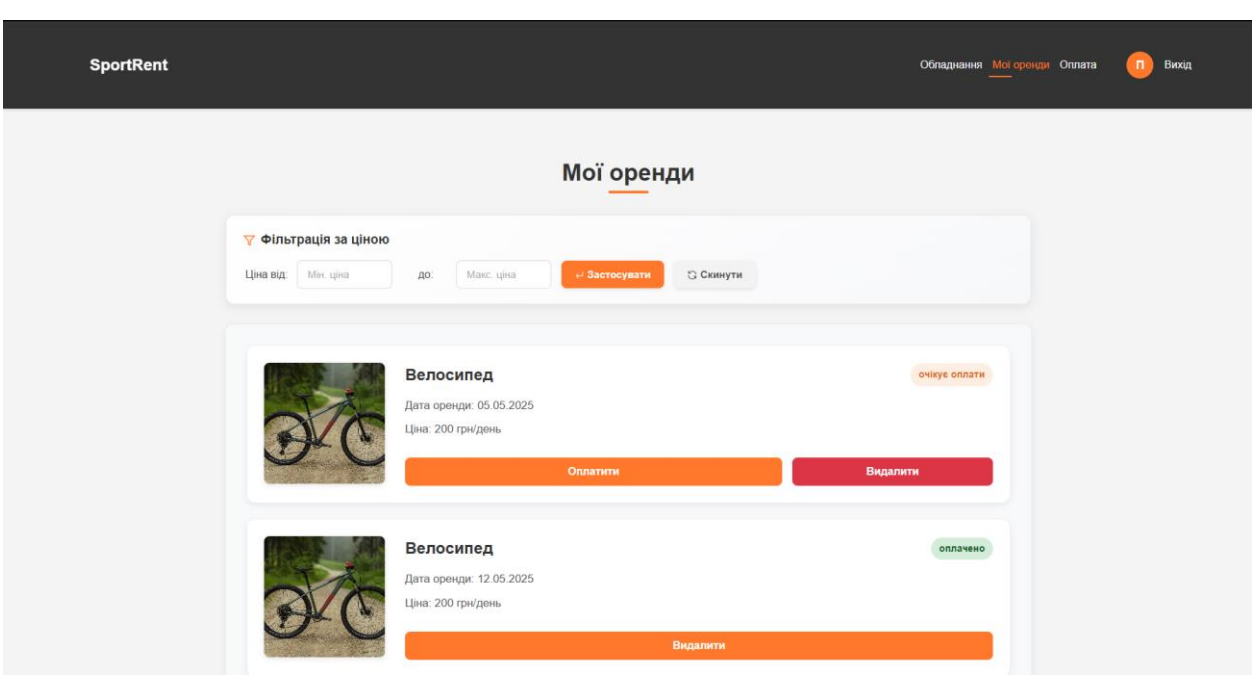 SportRent
Обладнання Мої оренди Оплата П Вихід
Мої оренди
Фільтрація за ціною
Ціна від: Мін. ціна до: Макс. ціна Застосувати Скинути
Велосипед очікує оплати
Дата оренди: 05.05.2025
Ціна: 200 грн/день
Оплатити Видалити
Велосипед оплачено
Дата оренди: 12.05.2025
Ціна: 200 грн/день
Видалити